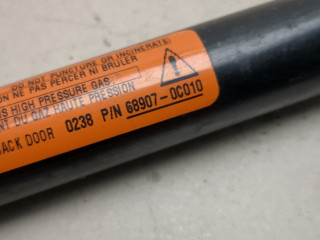 DO NOT PUNCTURE OR INCINERATE
ON NE PAS PERCER NI BRULER
HIGH PRESSURE GAS
DU GAZ HAUTE PRESSION
BACK DOOR 0238 P/N 68907-0C010